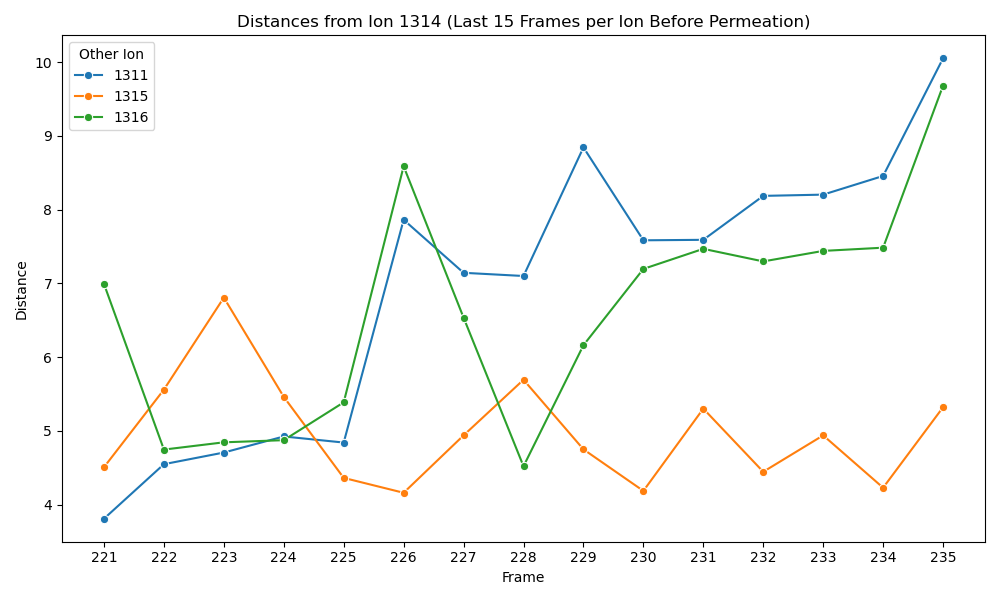 Distances from Ion 1314 (Last 15 Frames per Ion Before Permeation)
Other Ion
1311
1315
1316
10
9
8
7
6
5
4
Distance
221 222 223 224 225 226 227 228 229 230 231 232 233 234 235
Frame